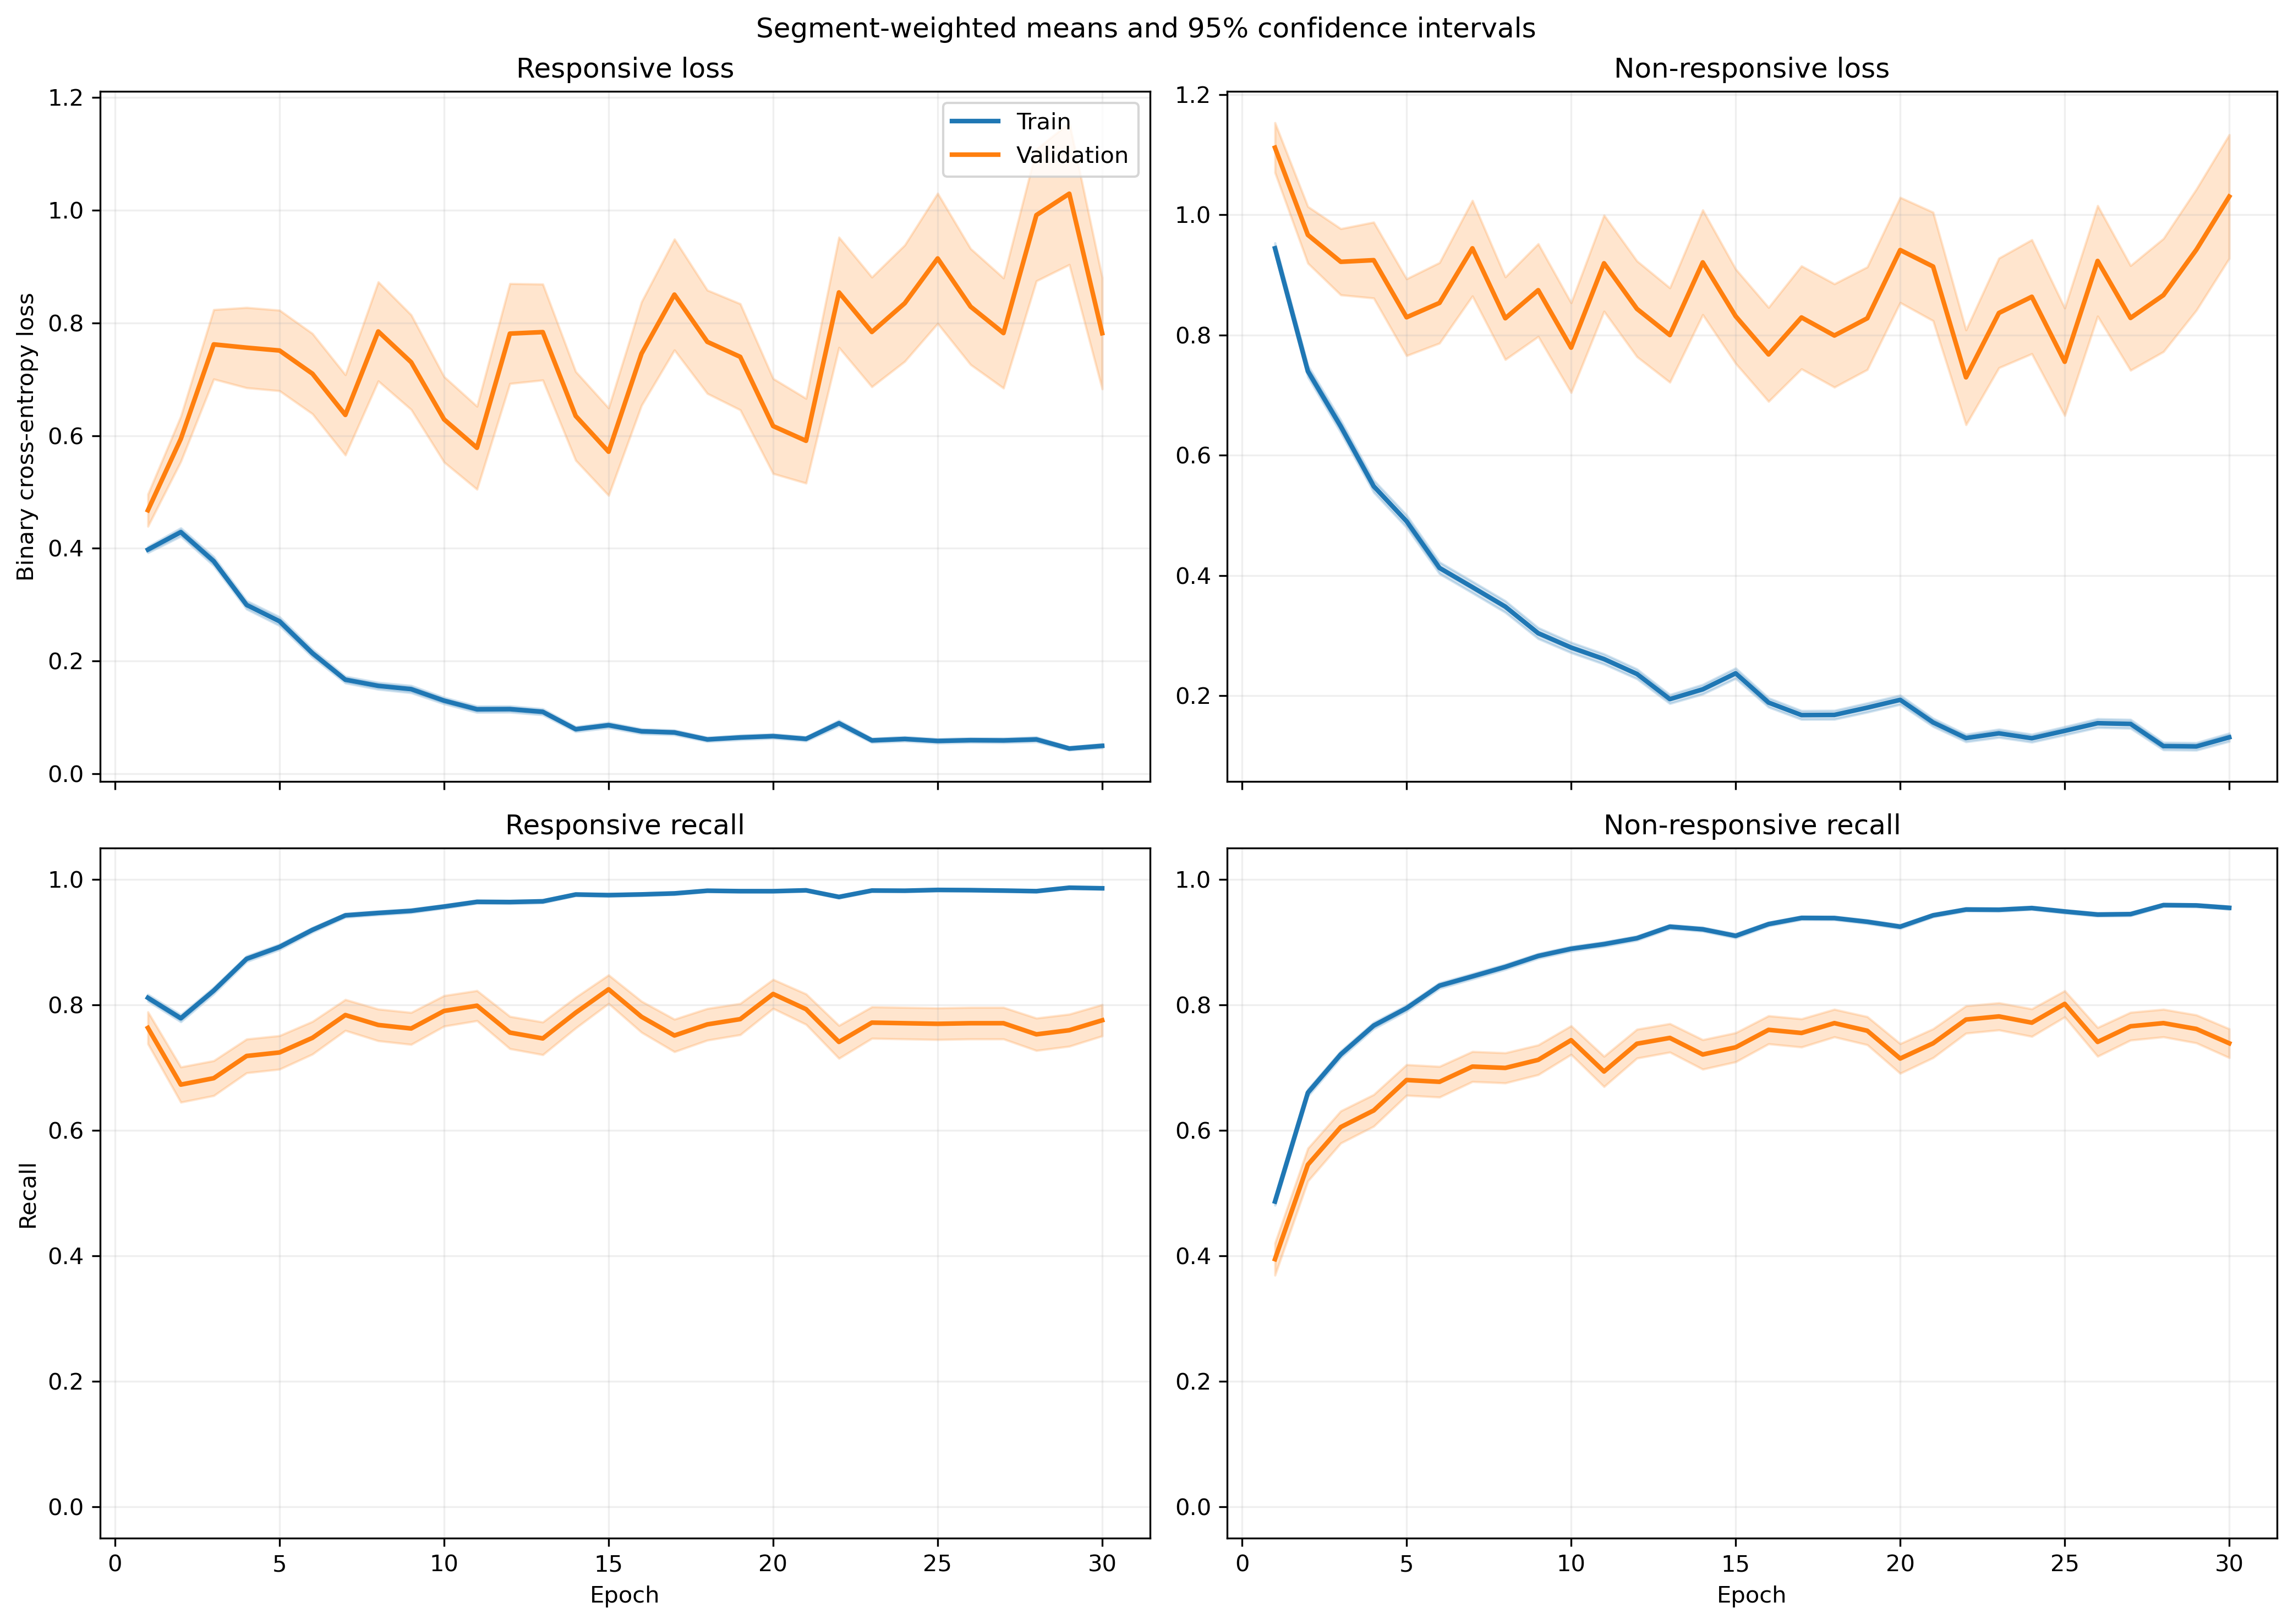 Segment-weighted means and 95% confidence intervals
Responsive loss
Non-responsive loss
Binary cross-entropy loss
1.2
1.0
0.8
0.6
0.4
0.2
0.0
Train
Validation
1.2
1.0
0.8
0.6
0.4
0.2
Responsive recall
Non-responsive recall
Recall
1.0
0.8
0.6
0.4
0.2
0.0
1.0
0.8
0.6
0.4
0.2
0.0
0 5 10 15 20 25 30
0 5 10 15 20 25 30
Epoch
Epoch